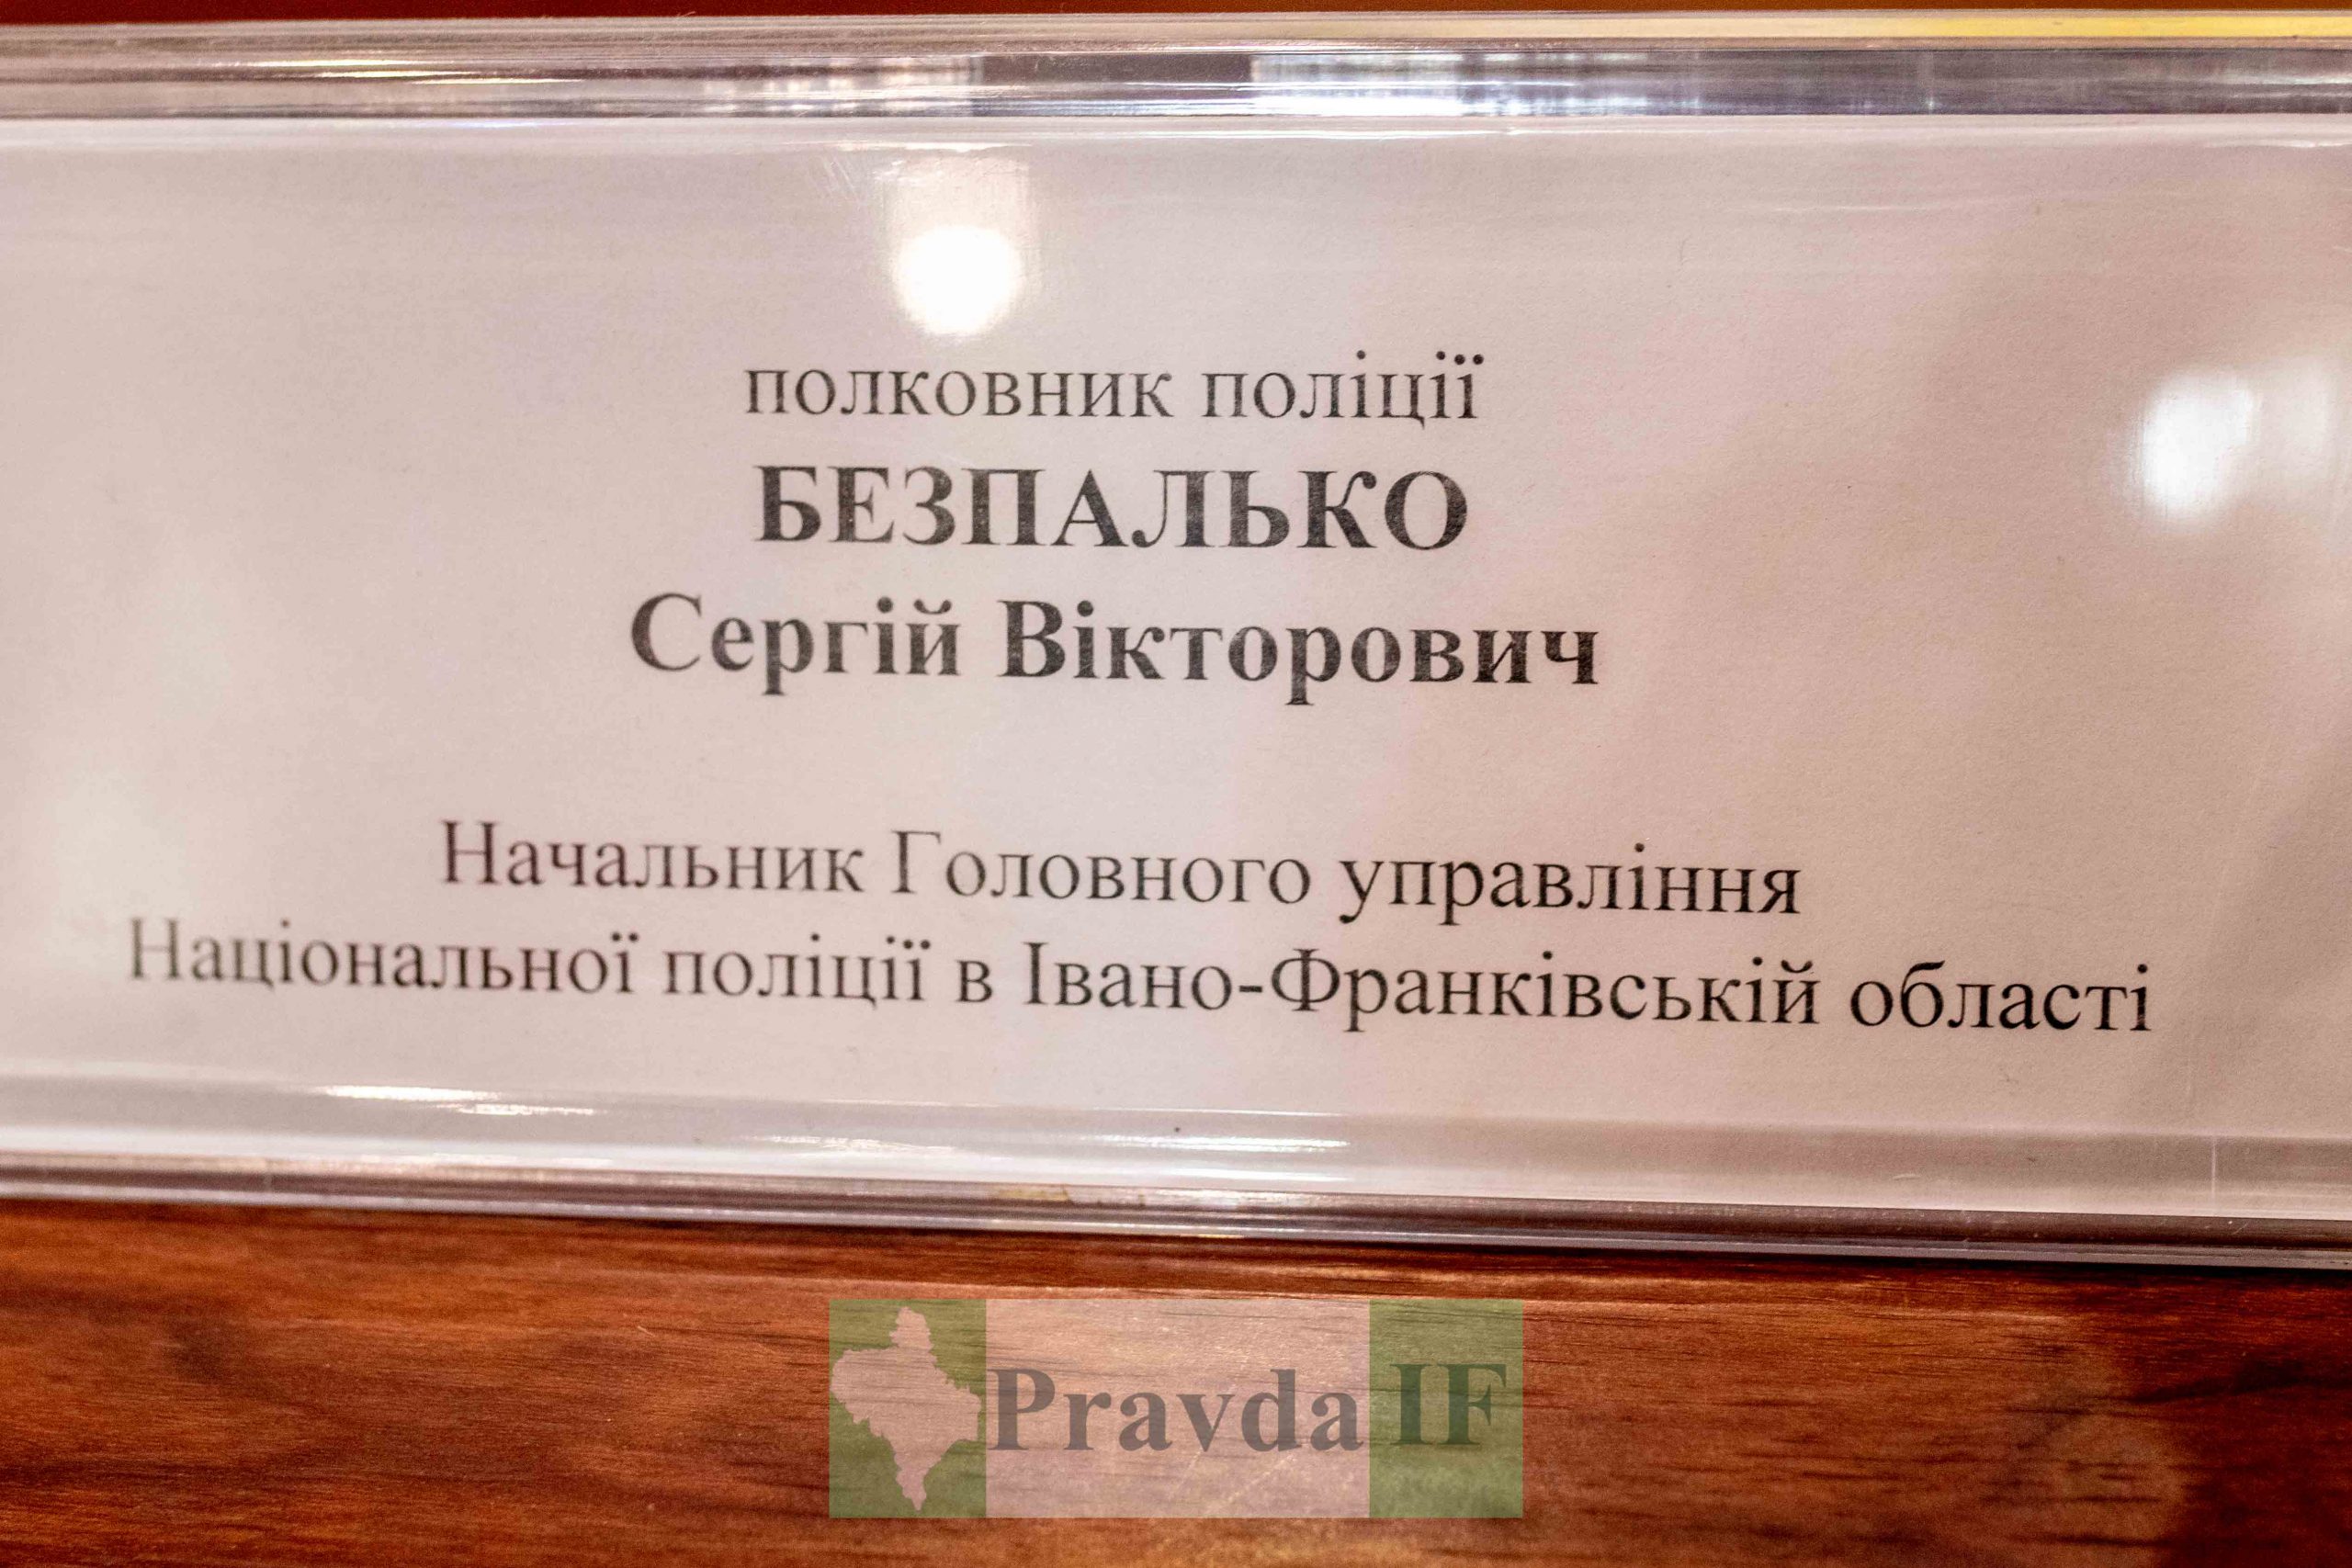 полковник поліції
БЕЗПАЛЬКО
Сергій Вікторович
Начальник Головного управління
Національної поліції в Івано-Франківській області
Pravda IF